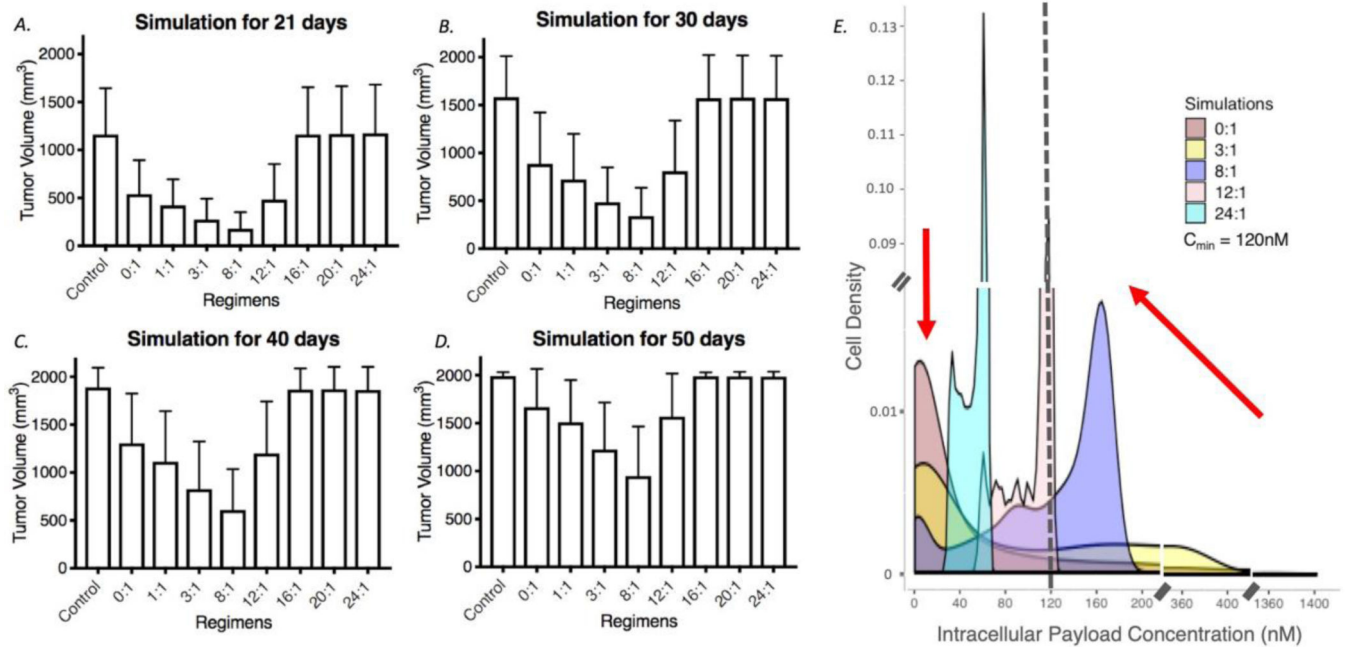 A.
Simulation for 21 days
Tumor Volume (mm³)
2000
1500
1000
500
0
Control
0:1
1:1
3:1
8:1
12:1
16:1
20:1
24:1
Regimens
B.
Simulation for 30 days
Tumor Volume (mm³)
2000
1500
1000
500
0
Control
0:1
1:1
3:1
8:1
12:1
16:1
20:1
24:1
Regimens
C.
Simulation for 40 days
Tumor Volume (mm³)
2000
1500
1000
500
0
Control
0:1
1:1
3:1
8:1
12:1
16:1
20:1
24:1
Regimens
D.
Simulation for 50 days
Tumor Volume (mm³)
2000
1500
1000
500
0
Control
0:1
1:1
3:1
8:1
12:1
16:1
20:1
24:1
Regimens
E.
Cell Density
0.13
0.12
0.11
0.10
0.09
0.01
0
0 40 80 120 160 200 360 400 1360 1400
Intracellular Payload Concentration (nM)
Simulations
0:1
3:1
8:1
12:1
24:1
Cmin = 120nM